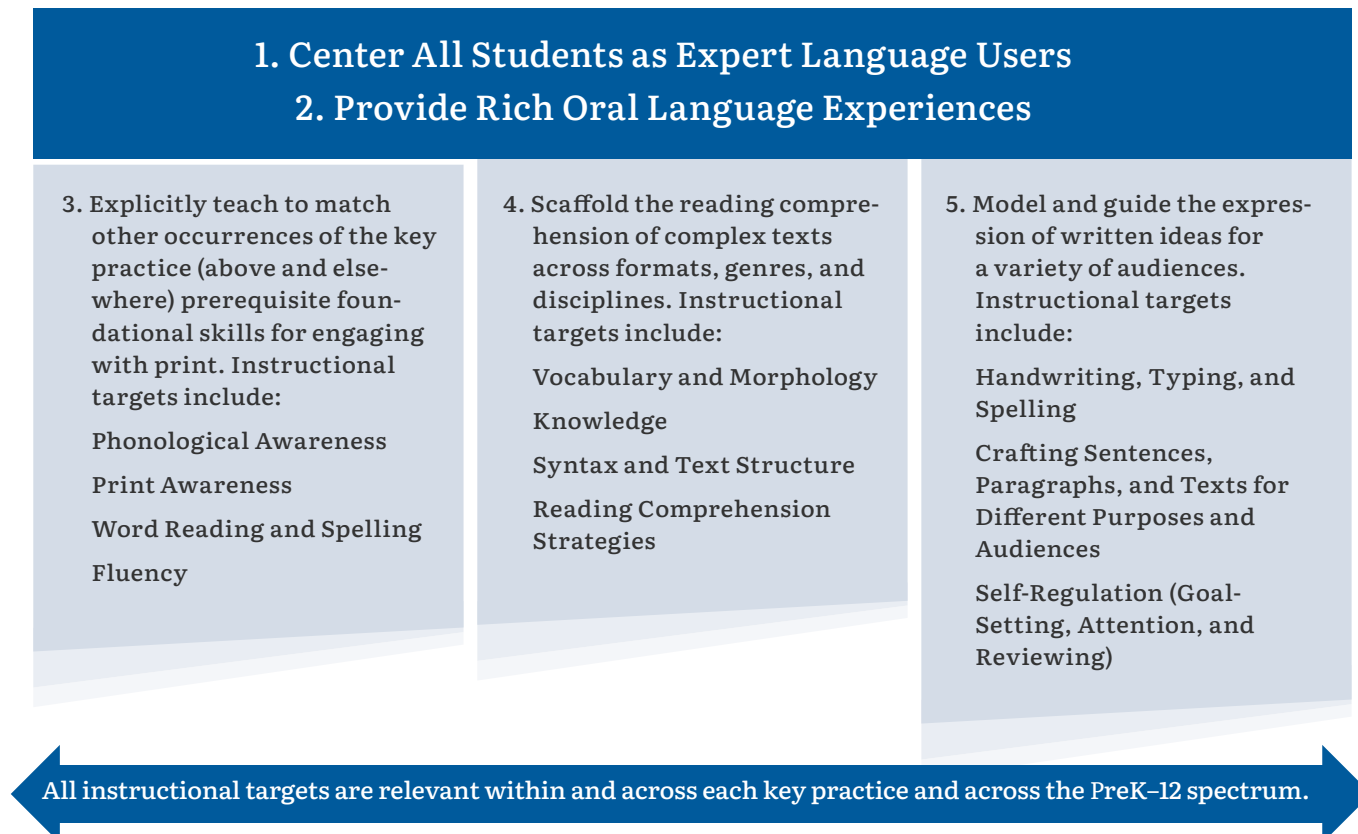 1. Center All Students as Expert Language Users
2. Provide Rich Oral Language Experiences
3. Explicitly teach to match
other occurrences of the key
practice (above and else-
where) prerequisite foun-
dational skills for engaging
with print. Instructional
targets include:
Phonological Awareness
Print Awareness
Word Reading and Spelling
Fluency
4. Scaffold the reading compre-
hension of complex texts
across formats, genres, and
disciplines. Instructional
targets include:
Vocabulary and Morphology
Knowledge
Syntax and Text Structure
Reading Comprehension
Strategies
5. Model and guide the expres-
sion of written ideas for
a variety of audiences.
Instructional targets
include:
Handwriting, Typing, and
Spelling
Crafting Sentences,
Paragraphs, and Texts for
Different Purposes and
Audiences
Self-Regulation (Goal-
Setting, Attention, and
Reviewing)
All instructional targets are relevant within and across each key practice and across the PreK–12 spectrum.